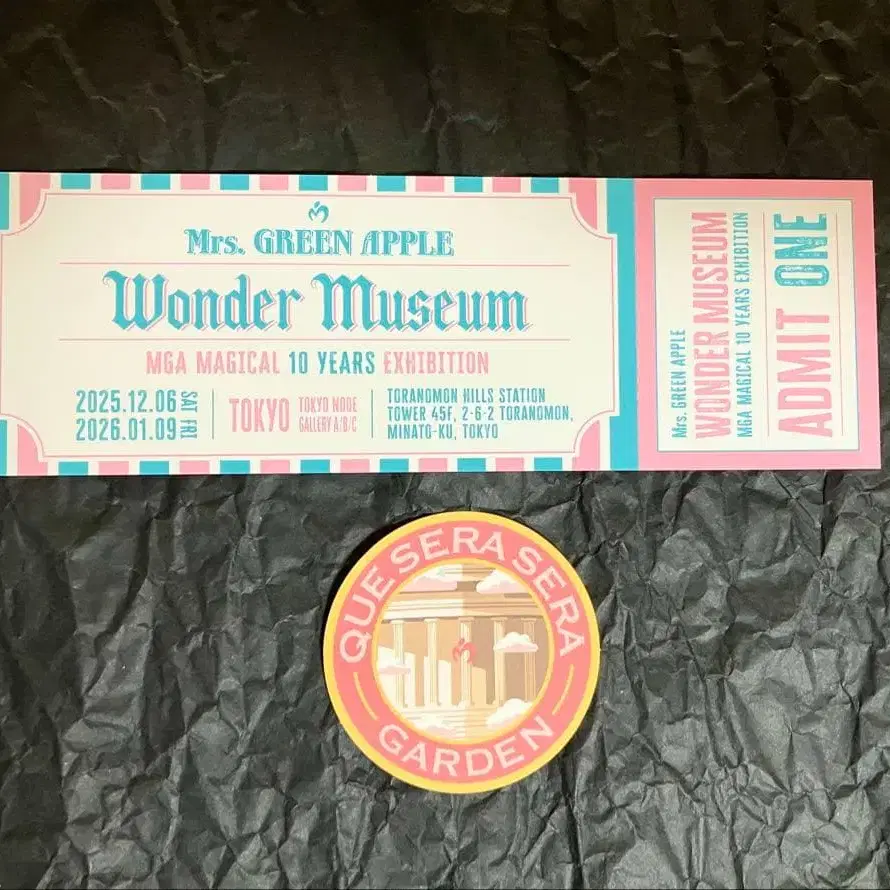 Mrs. GREEN APPLE
Wonder Museum
MGA MAGICAL 10 YEARS EXHIBITION
2025.12.06 SAT
2026.01.09 FRI
TOKYO
TOKYO NODE
GALLERY A/B/C
TORANOMON HILLS STATION
TOWER 45F, 2-6-2 TORANOMON,
MINATO-KU, TOKYO
Mrs. GREEN APPLE
WONDER MUSEUM
MGA MAGICAL 10 YEARS EXHIBITION
ADMIT ONE
QUE SERA SERA
GARDEN